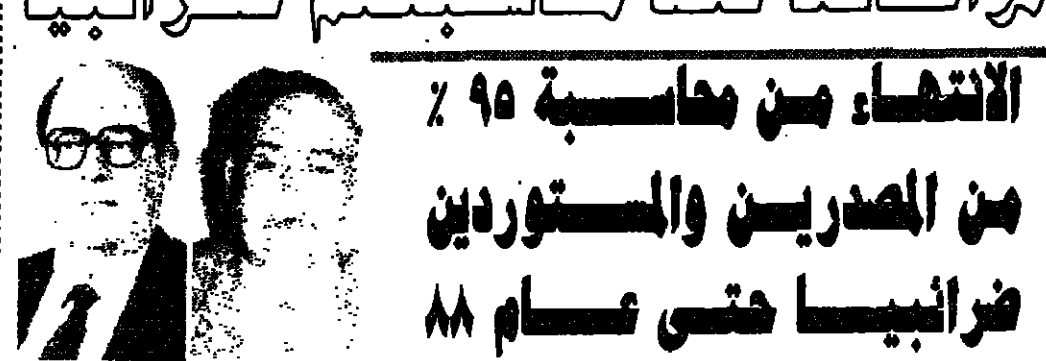 الانتهاء من محاسبة ٩٥ ٪
من المصدرين والمستوردين
ضرائبيا حتى عام ٨٨